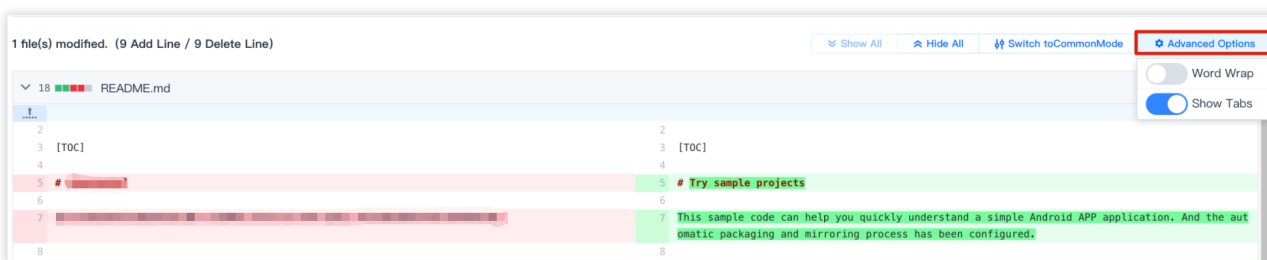 1 file(s) modified. (9 Add Line / 9 Delete Line)
Show All
Hide All
Switch toCommonMode
Advanced Options
Word Wrap
Show Tabs
18 README.md
2 2
3 [TOC] 3 [TOC]
4 4
5 # 5 # Try sample projects
6 6
7 7 This sample code can help you quickly understand a simple Android APP application. And the aut
omatic packaging and mirroring process has been configured.
8 8